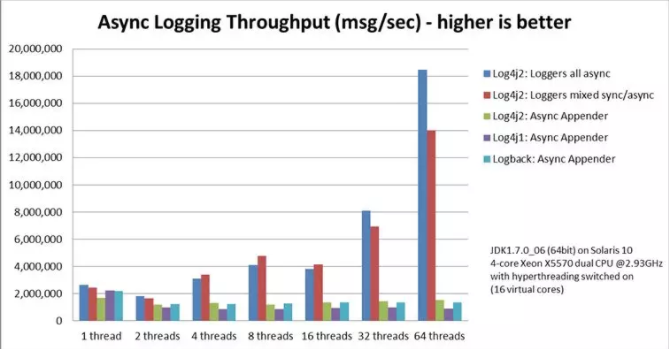 Async Logging Throughput (msg/sec) - higher is better
20,000,000
18,000,000
16,000,000
14,000,000
12,000,000
10,000,000
8,000,000
6,000,000
4,000,000
2,000,000
0
1 thread 2 threads 4 threads 8 threads 16 threads 32 threads 64 threads
Log4j2: Loggers all async
Log4j2: Loggers mixed sync/async
Log4j2: Async Appender
Log4j1: Async Appender
Logback: Async Appender
JDK1.7.0_06 (64bit) on Solaris 10
4-core Xeon X5570 dual CPU @2.93GHz
with hyperthreading switched on
(16 virtual cores)